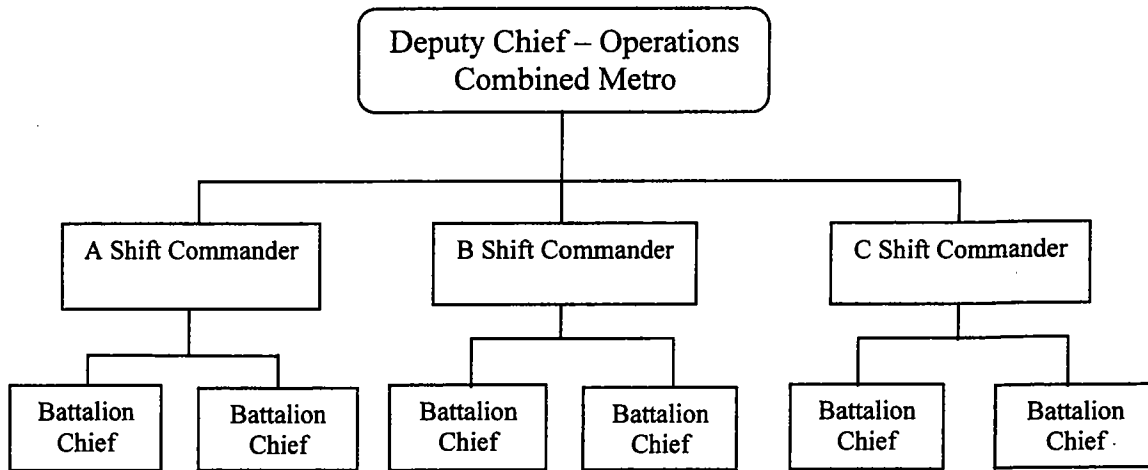 Deputy Chief – Operations
Combined Metro
A Shift Commander
B Shift Commander
C Shift Commander
Battalion
Chief
Battalion
Chief
Battalion
Chief
Battalion
Chief
Battalion
Chief
Battalion
Chief